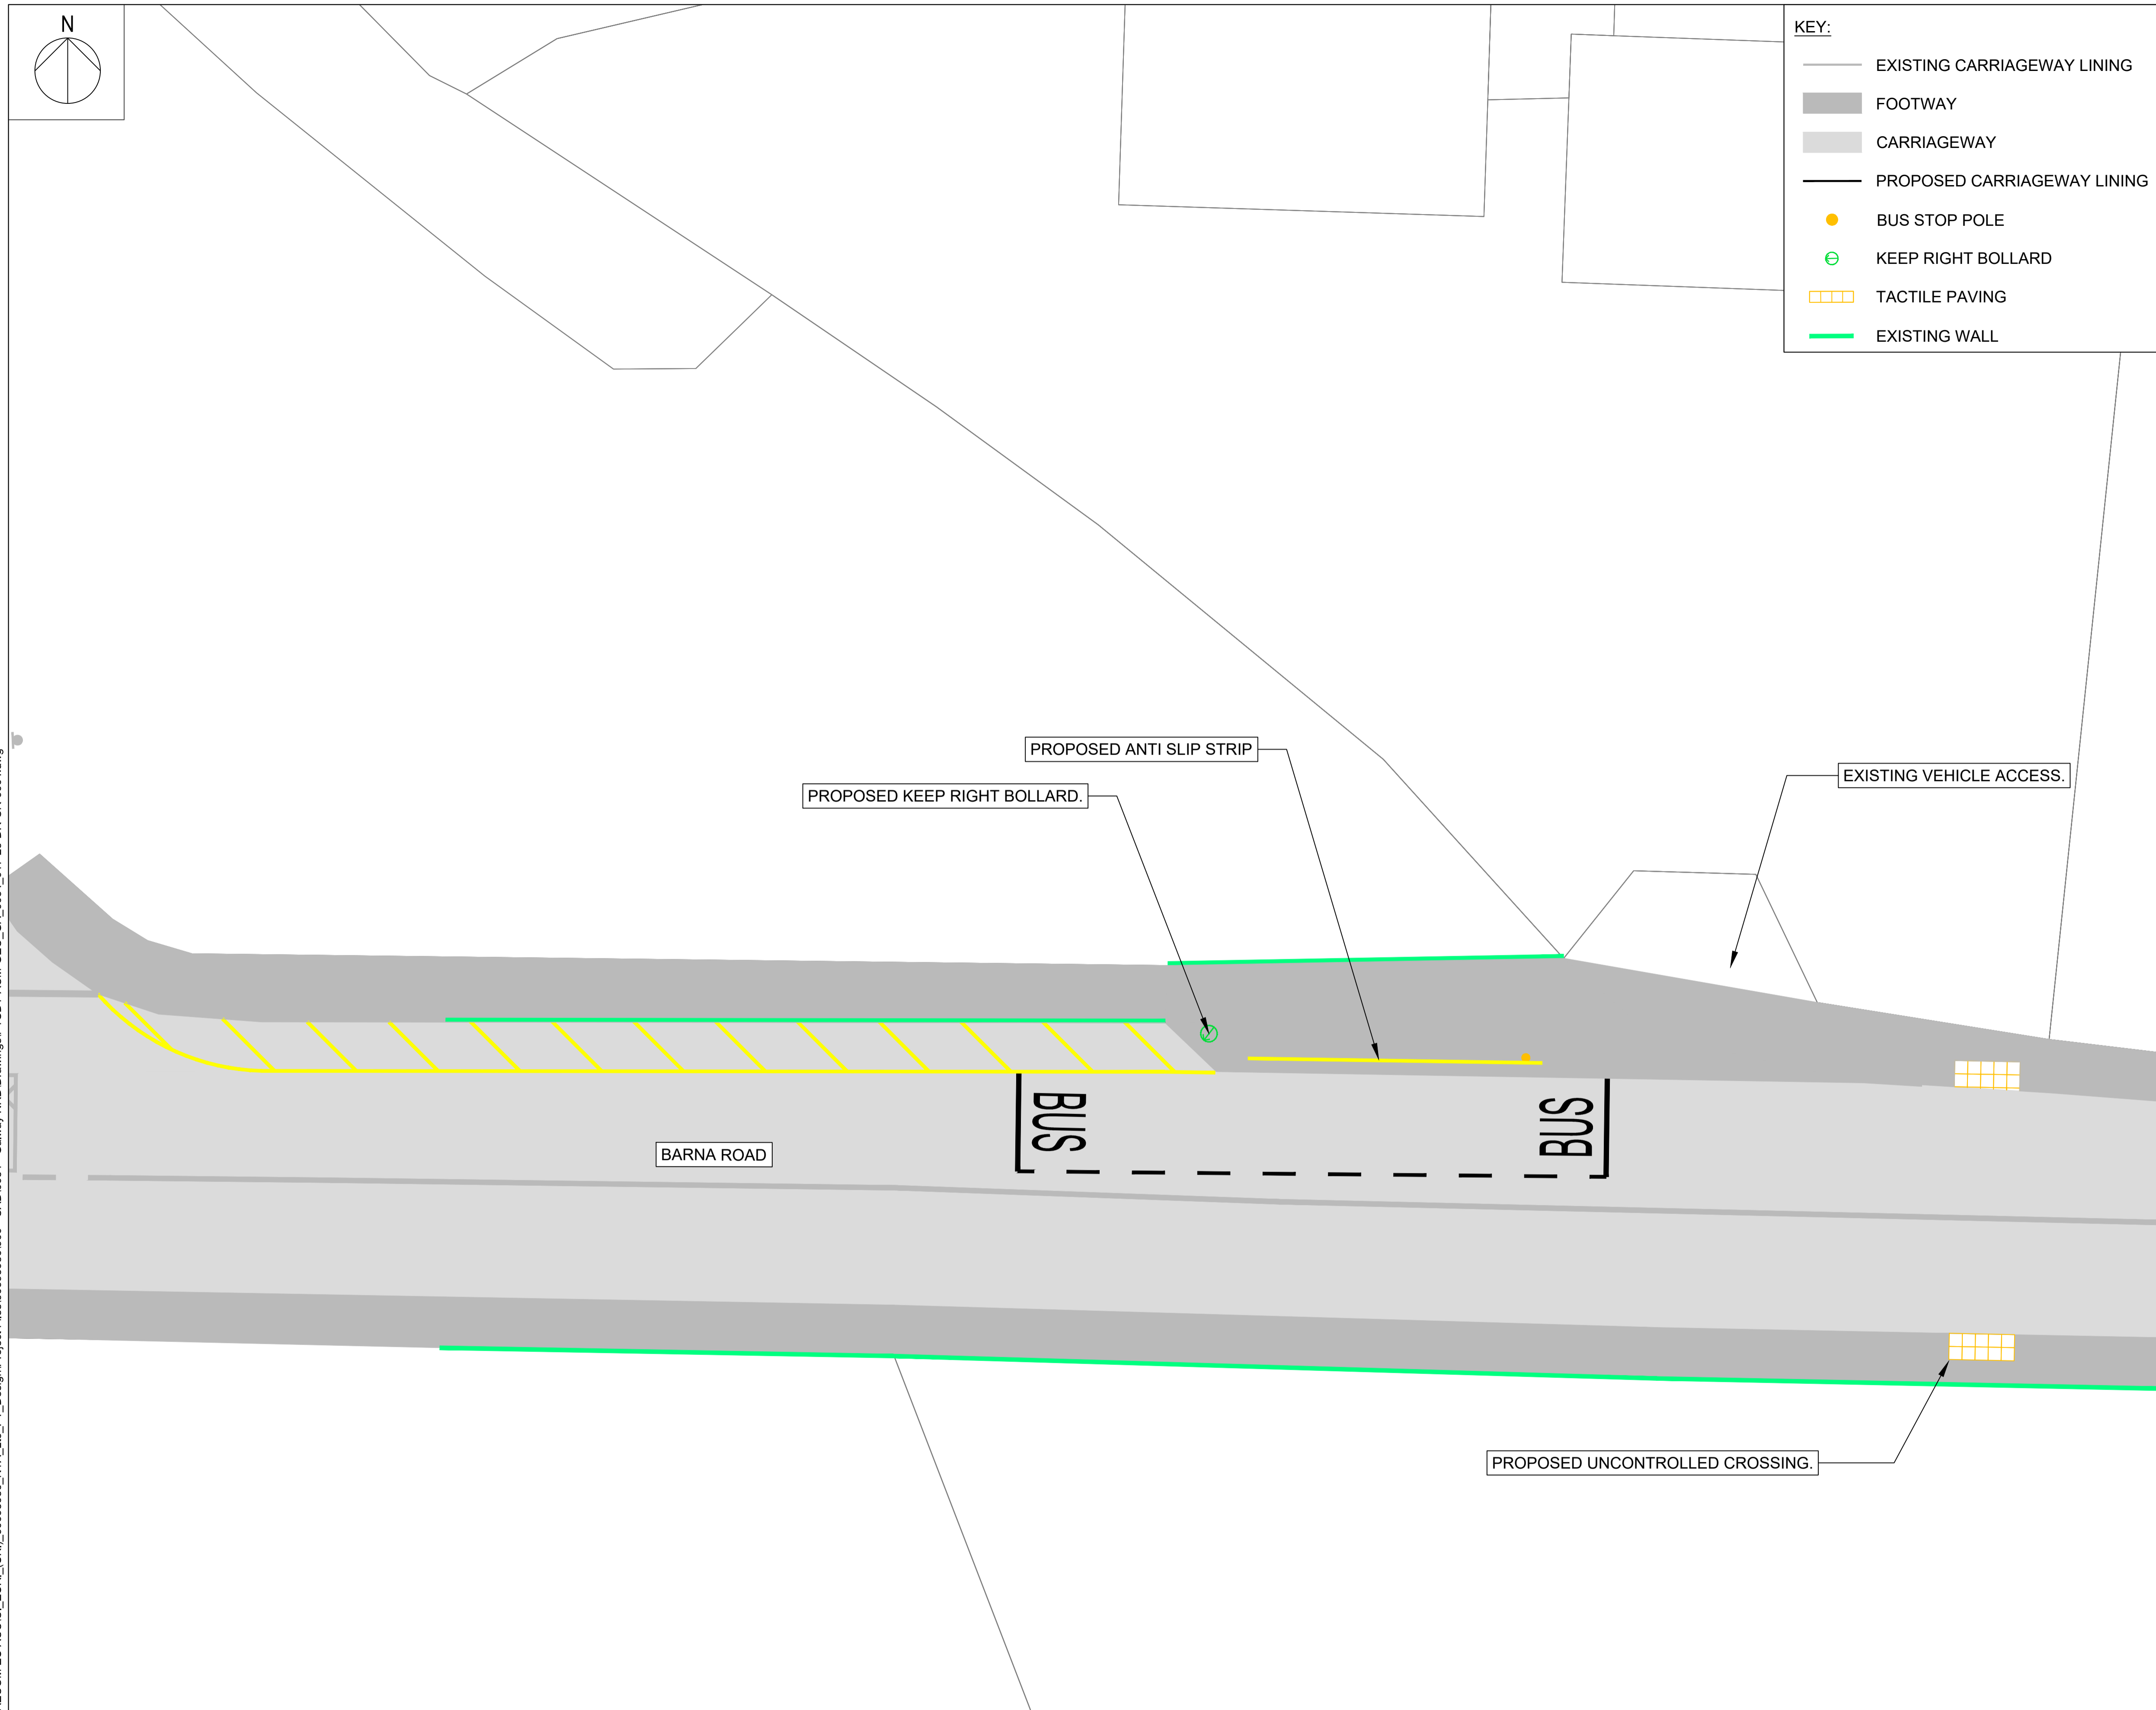 N
KEY:
EXISTING CARRIAGEWAY LINING
FOOTWAY
CARRIAGEWAY
PROPOSED CARRIAGEWAY LINING
BUS STOP POLE
KEEP RIGHT BOLLARD
TACTILE PAVING
EXISTING WALL
PROPOSED ANTI SLIP STRIP
EXISTING VEHICLE ACCESS.
PROPOSED KEEP RIGHT BOLLARD.
BUS
BUS
BARNA ROAD
PROPOSED UNCONTROLLED CROSSING.